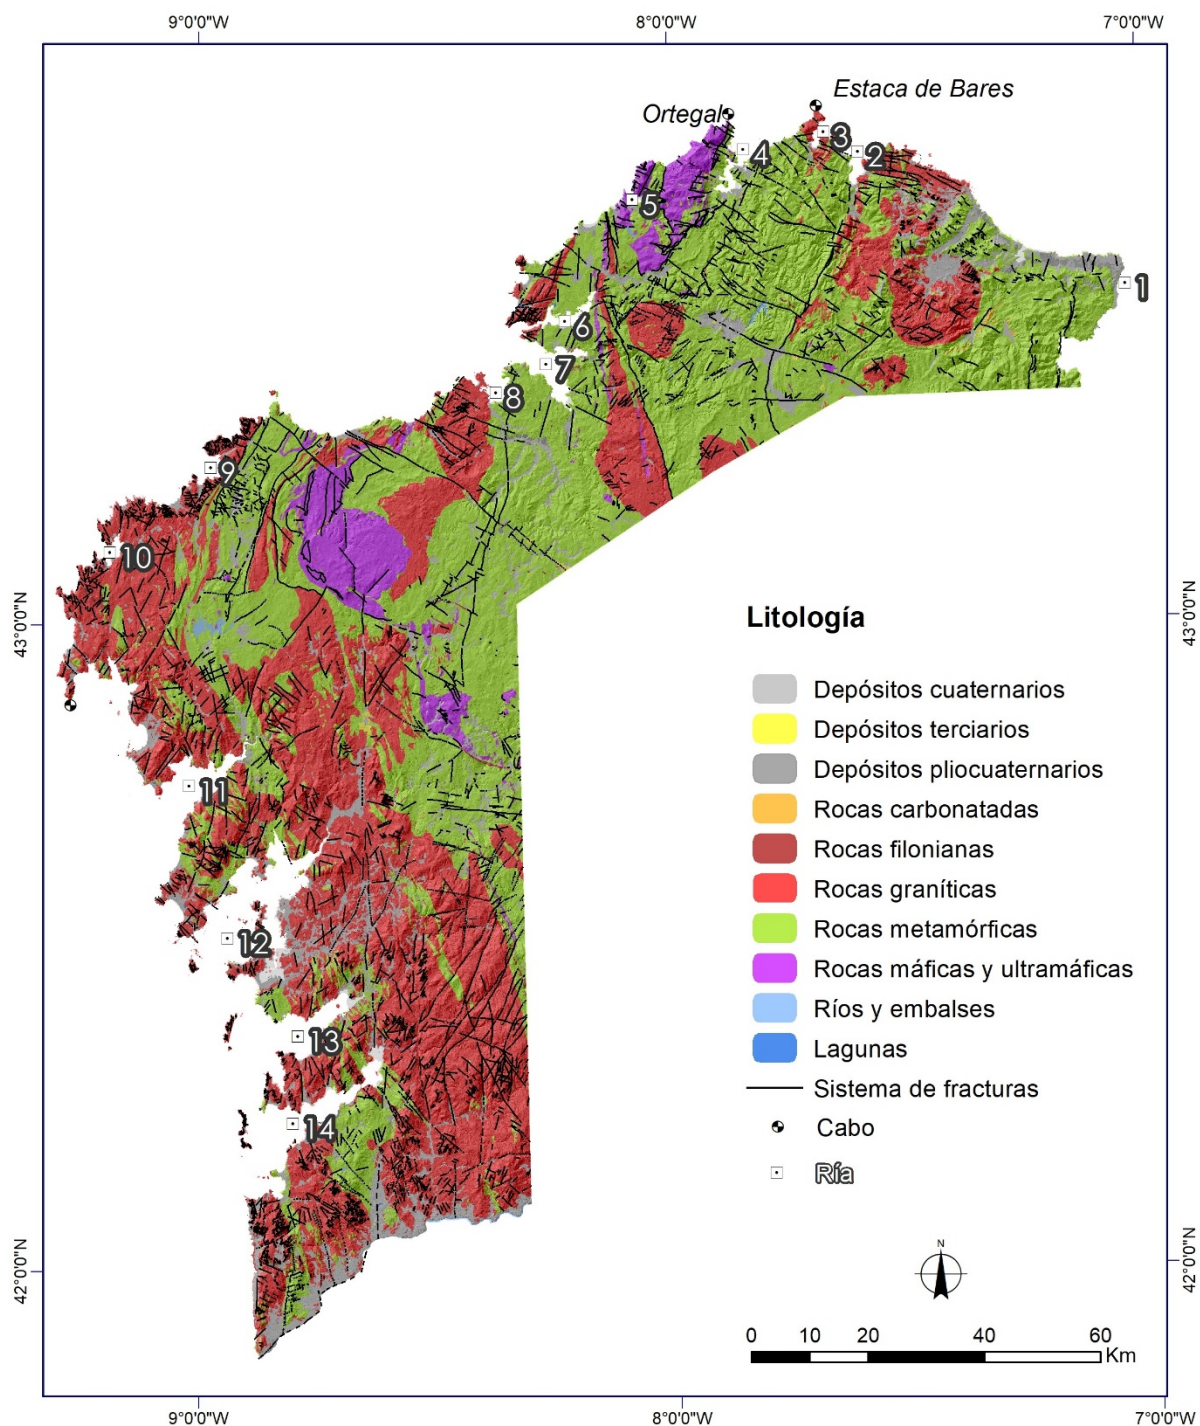 9°0'0"W
8°0'0"W
7°0'0"W
Estaca de Bares
Ortegal
3
4
2
5
1
6
7
8
9
10
43°0'0"N
43°0'0"N
Litología
Depósitos cuaternarios
Depósitos terciarios
Depósitos pliocuaternarios
Rocas carbonatadas
Rocas filonianas
Rocas graníticas
Rocas metamórficas
Rocas máficas y ultramáficas
Ríos y embalses
Lagunas
Sistema de fracturas
Cabo
Ría
11
12
13
14
42°0'0"N
42°0'0"N
N
0 10 20 40 60
Km
9°0'0"W
8°0'0"W
7°0'0"W